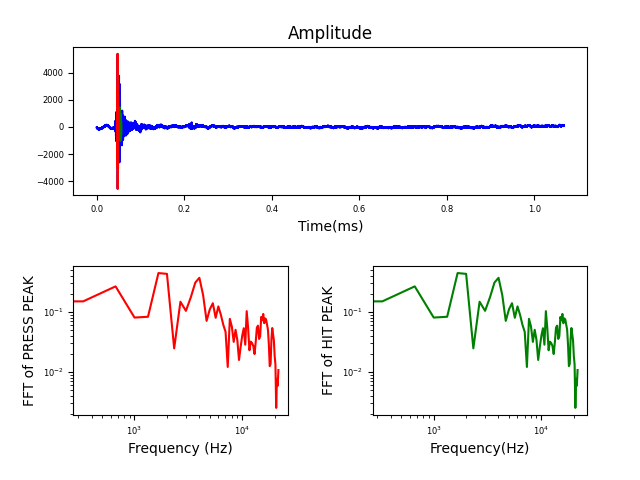 Amplitude
4000
2000
0
−2000
−4000
0.0 0.2 0.4 0.6 0.8 1.0
Time(ms)
FFT of PRESS PEAK
10⁻¹
10⁻²
10³ 10⁴
Frequency (Hz)
FFT of HIT PEAK
10⁻¹
10⁻²
10³ 10⁴
Frequency(Hz)